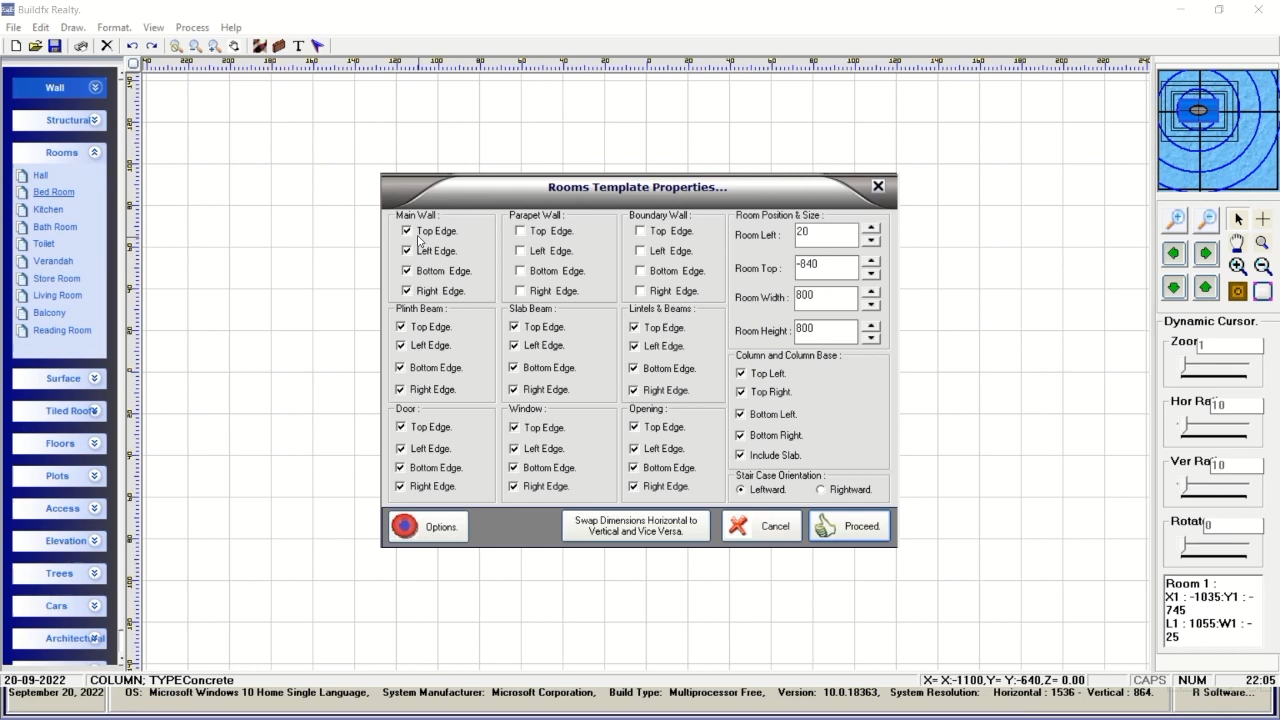 Buildfx Realty.
File Edit Draw. Format. View Process Help
Wall
Structural
Rooms
Hall
Bed Room
Kitchen
Bath Room
Toilet
Verandah
Store Room
Living Room
Balcony
Reading Room
Surface
Tiled Roof
Floors
Plots
Access
Elevation
Trees
Cars
Architectural
Rooms Template Properties...
Main Wall :
Top Edge.
Left Edge.
Bottom Edge.
Right Edge.
Parapet Wall :
Top Edge.
Left Edge.
Bottom Edge.
Right Edge.
Boundary Wall :
Top Edge.
Left Edge.
Bottom Edge.
Right Edge.
Room Position & Size :
Room Left : 20
Room Top : -840
Room Width : 800
Room Height : 800
Plinth Beam :
Top Edge.
Left Edge.
Bottom Edge.
Right Edge.
Slab Beam :
Top Edge.
Left Edge.
Bottom Edge.
Right Edge.
Lintels & Beams :
Top Edge.
Left Edge.
Bottom Edge.
Right Edge.
Column and Column Base :
Top Left.
Top Right.
Bottom Left.
Bottom Right.
Include Slab.
Door :
Top Edge.
Left Edge.
Bottom Edge.
Right Edge.
Window :
Top Edge.
Left Edge.
Bottom Edge.
Right Edge.
Opening :
Top Edge.
Left Edge.
Bottom Edge.
Right Edge.
Stair Case Orientation :
Leftward. Rightward.
Options.
Swap Dimensions Horizontal to
Vertical and Vice Versa.
Cancel
Proceed.
Dynamic Cursor.
1
Hor Ra 10
Ver Ra 10
0
Room 1 :
X1 : -1035:Y1 : -
745
L1 : 1055:W1 : -
25
20-09-2022 COLUMN; TYPEConcrete X= X:-1100,Y= Y:-640,Z= 0.00 CAPS NUM 22:05
September 20, 2022 OS: Microsoft Windows 10 Home Single Language, System Manufacturer: Microsoft Corporation, Build Type: Multiprocessor Free, Version: 10.0.18363, System Resolution: Horizontal : 1536 - Vertical : 864. R Software...